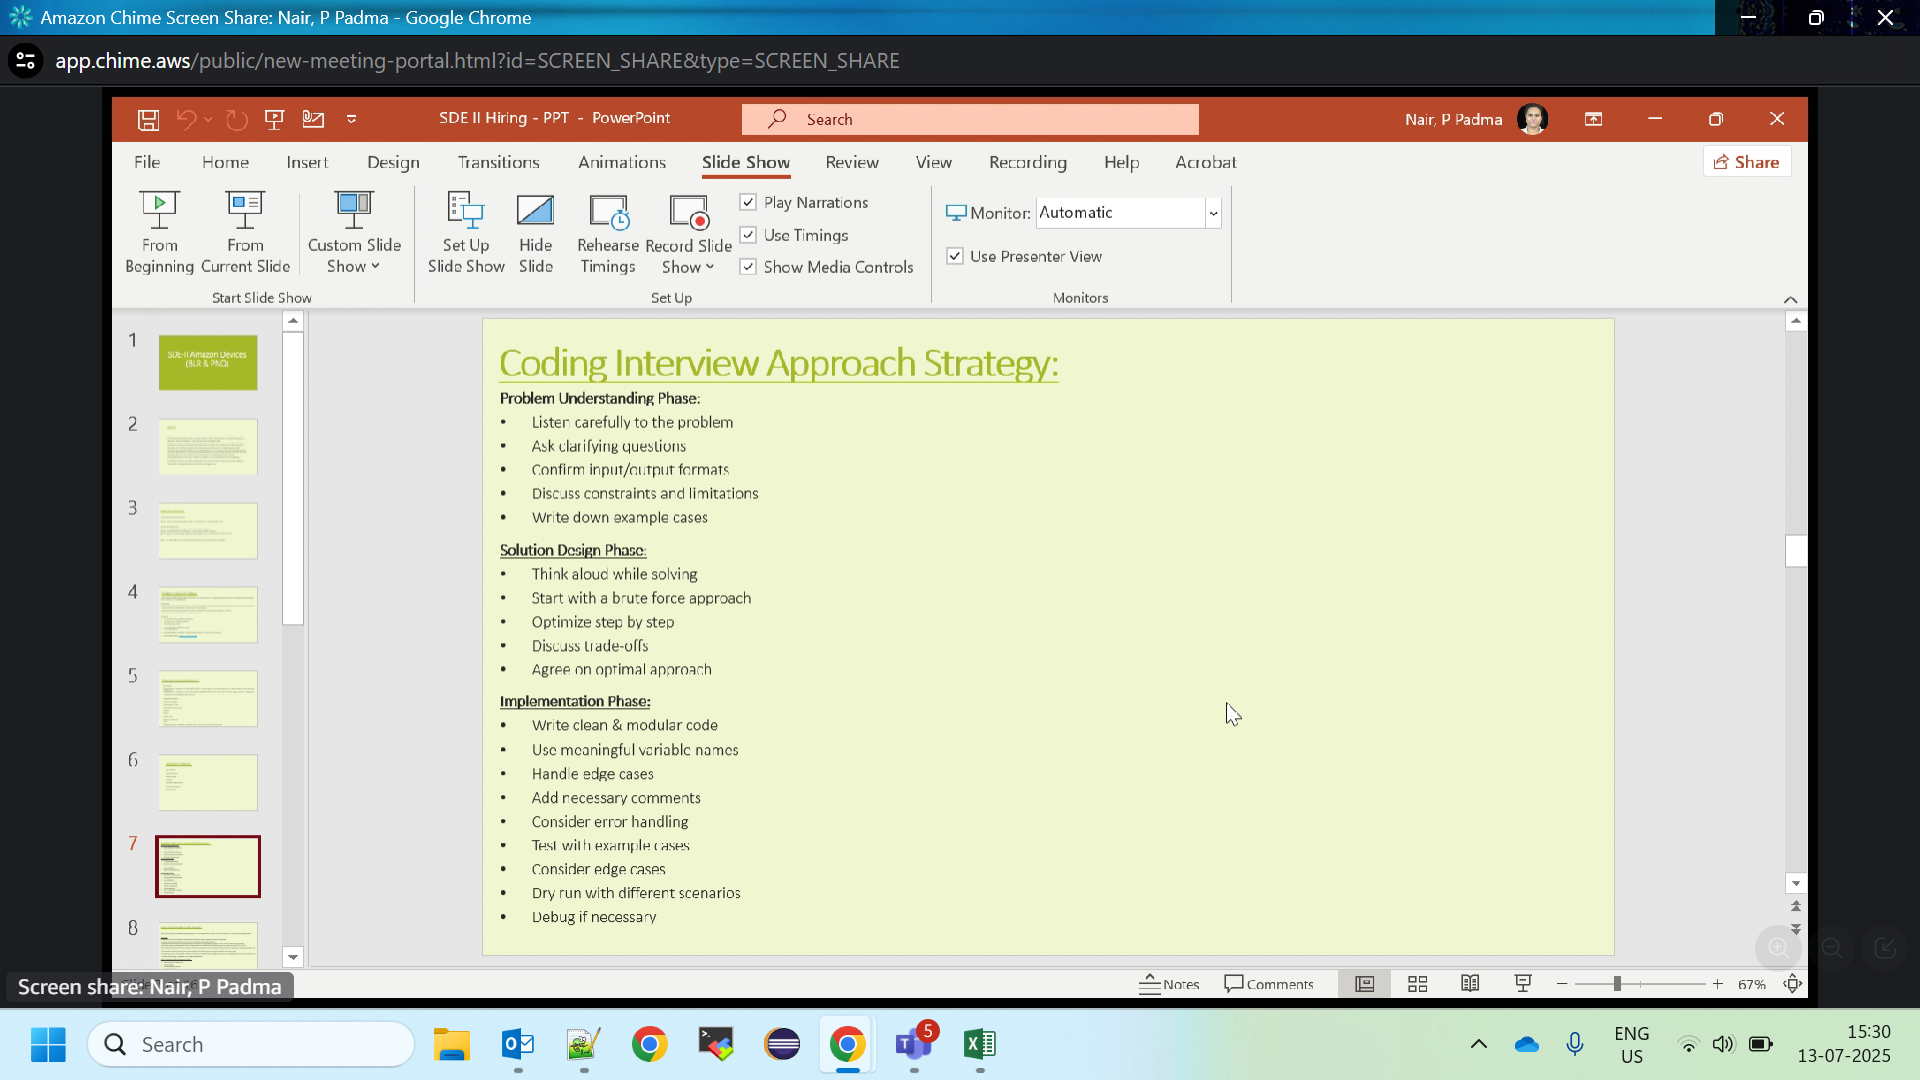 Amazon Chime Screen Share: Nair, P Padma - Google Chrome
app.chime.aws/public/new-meeting-portal.html?id=SCREEN_SHARE&type=SCREEN_SHARE
SDE II Hiring - PPT - PowerPoint
Search
Nair, P Padma
File Home Insert Design Transitions Animations Slide Show Review View Recording Help Acrobat
Share
From Beginning
From Current Slide
Custom Slide Show
Set Up Slide Show
Hide Slide
Rehearse Timings
Record Slide Show
Play Narrations
Use Timings
Show Media Controls
Monitor: Automatic
Use Presenter View
Start Slide Show
Set Up
Monitors
1
SDE-II Amazon Devices
(BLR & PNQ)
2
3
4
5
6
7
8
Coding Interview Approach Strategy:
Problem Understanding Phase:
• Listen carefully to the problem
• Ask clarifying questions
• Confirm input/output formats
• Discuss constraints and limitations
• Write down example cases
Solution Design Phase:
• Think aloud while solving
• Start with a brute force approach
• Optimize step by step
• Discuss trade-offs
• Agree on optimal approach
Implementation Phase:
• Write clean & modular code
• Use meaningful variable names
• Handle edge cases
• Add necessary comments
• Consider error handling
• Test with example cases
• Consider edge cases
• Dry run with different scenarios
• Debug if necessary
Screen share: Nair, P Padma
Notes
Comments
67%
Search
5
ENG
US
15:30
13-07-2025